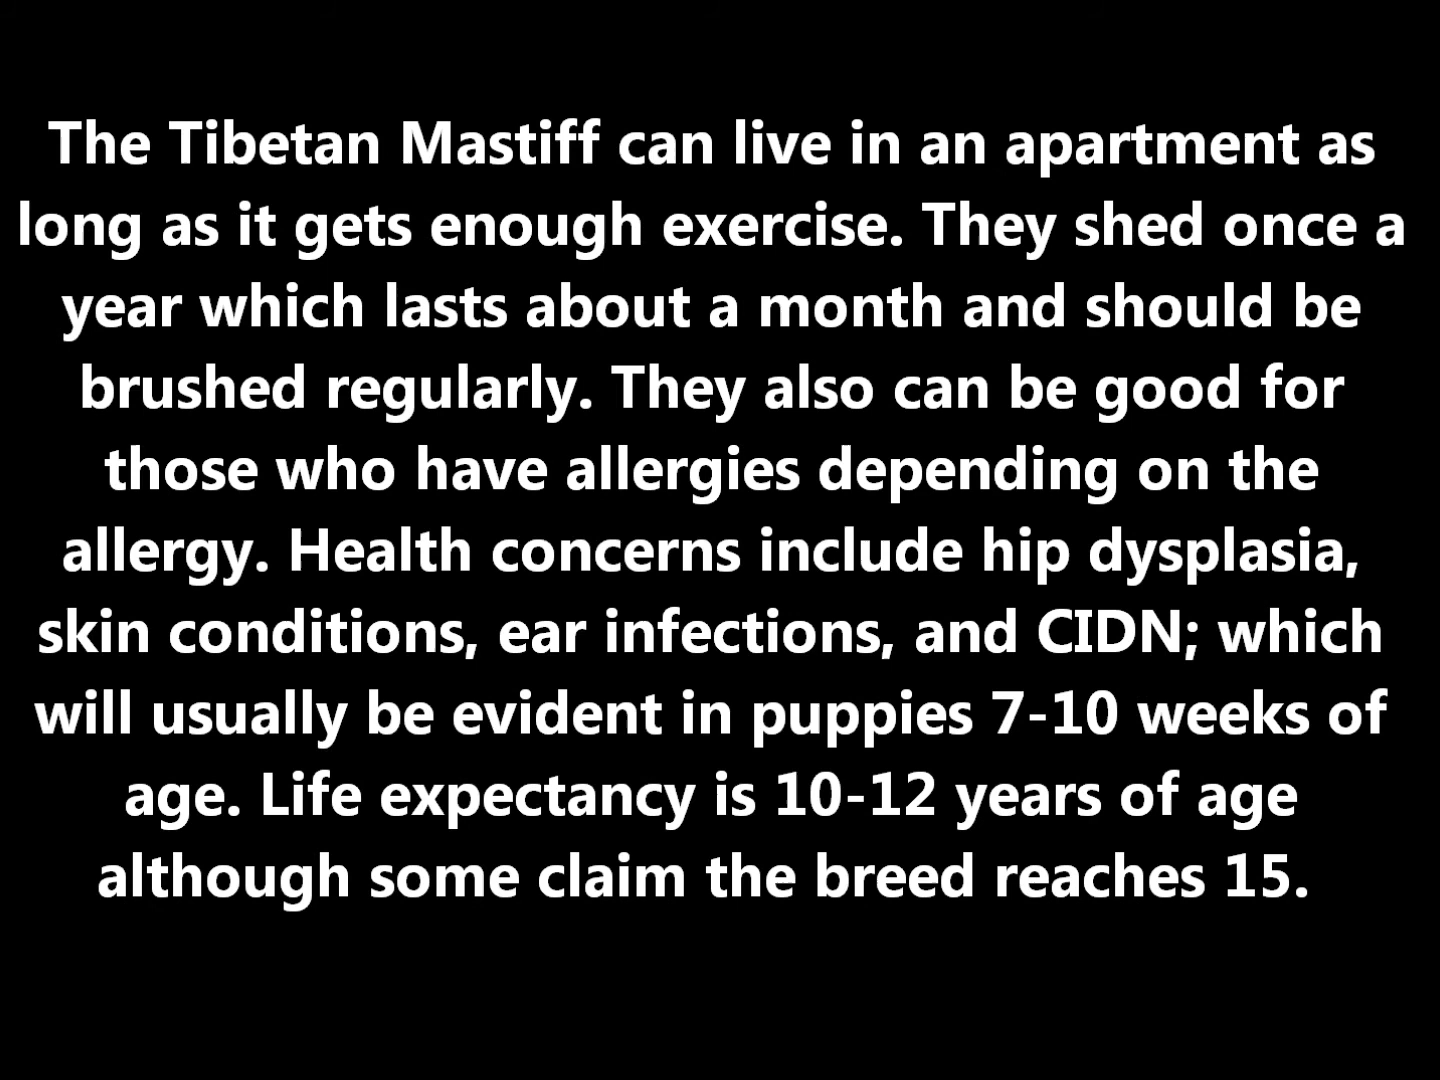 The Tibetan Mastiff can live in an apartment as
long as it gets enough exercise. They shed once a
year which lasts about a month and should be
brushed regularly. They also can be good for
those who have allergies depending on the
allergy. Health concerns include hip dysplasia,
skin conditions, ear infections, and CIDN; which
will usually be evident in puppies 7-10 weeks of
age. Life expectancy is 10-12 years of age
although some claim the breed reaches 15.